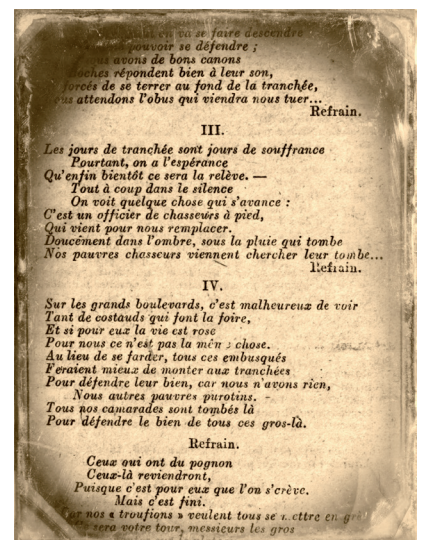 en va se faire descendre
pouvoir se défendre ;
avons de bons canons
répondent bien à leur son,
forcés de se terrer au fond de la tranchée,
attendons l'obus qui viendra nous tuer...
Refrain.
III.
Les jours de tranchée sont jours de souffrance
Pourtant, on a l'espérance
Qu'enfin bientôt ce sera la relève. —
Tout à coup dans le silence
On voit quelque chose qui s'avance :
C'est un officier de chasseurs à pied,
Qui vient pour nous remplacer.
Doucement dans l'ombre, sous la pluie qui tombe
Nos pauvres chasseurs viennent chercher leur tombe...
Refrain.
IV.
Sur les grands boulevards, c'est malheureux de voir
Tant de costauds qui font la foire,
Et si pour eux la vie est rose
Pour nous ce n'est pas la mêm chose.
Au lieu de se farder, tous ces embusqués
Feraient mieux de monter aux tranchées
Pour défendre leur bien, car nous n'avons rien,
Nous autres pauvres purotins.
Tous nos camarades sont tombés là
Pour défendre le bien de tous ces gros-là.
Refrain.
Ceux qui ont du pognon
Ceux-là reviendront,
Puisque c'est pour eux que l'on s'crève.
Mais c'est fini.
nos « troufions » veulent tous se mettre en
sera votre tour, messieurs les gros